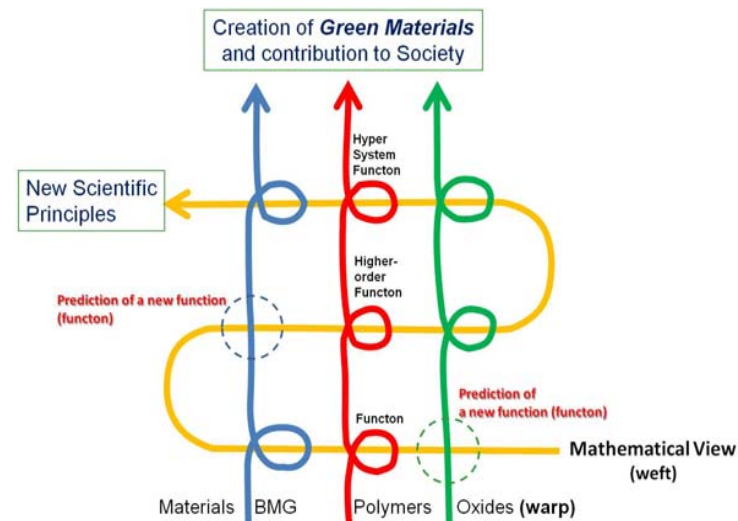 Creation of Green Materials
and contribution to Society
Hyper
System
Functon
New Scientific
Principles
Higher-
order
Functon
Prediction of a new function
(functon)
Prediction of
a new function (functon)
Functon
Mathematical View
(weft)
Materials BMG Polymers Oxides (warp)